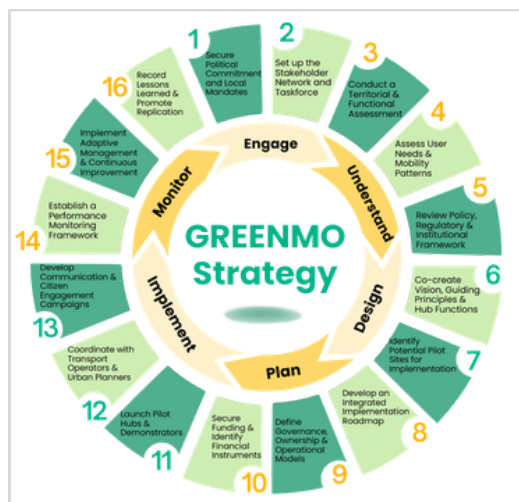 1
Secure
Political
Commitment
and Local
Mandates
2
Set up the
Stakeholder
Network and
Taskforce
3
Conduct a
Territorial &
Functional
Assessment
4
Assess User
Needs &
Mobility
Patterns
5
Review Policy,
Regulatory &
Institutional
Framework
6
Co-create
Vision, Guiding
Principles &
Hub Functions
7
Identify
Potential Pilot
Sites for
Implementation
8
Develop an
Integrated
Implementation
Roadmap
9
Define
Governance,
Ownership &
Operational
Models
10
Secure
Funding &
Identify
Financial
Instruments
11
Launch Pilot
Hubs &
Demonstrators
12
Coordinate with
Transport
Operators &
Urban Planners
13
Develop
Communication &
Citizen
Engagement
Campaigns
14
Establish a
Performance
Monitoring
Framework
15
Implement
Adaptive
Management
& Continuous
Improvement
16
Record
Lessons
Learned &
Promote
Replication
Engage
Understand
Design
Plan
Implement
Monitor
GREENMO
Strategy